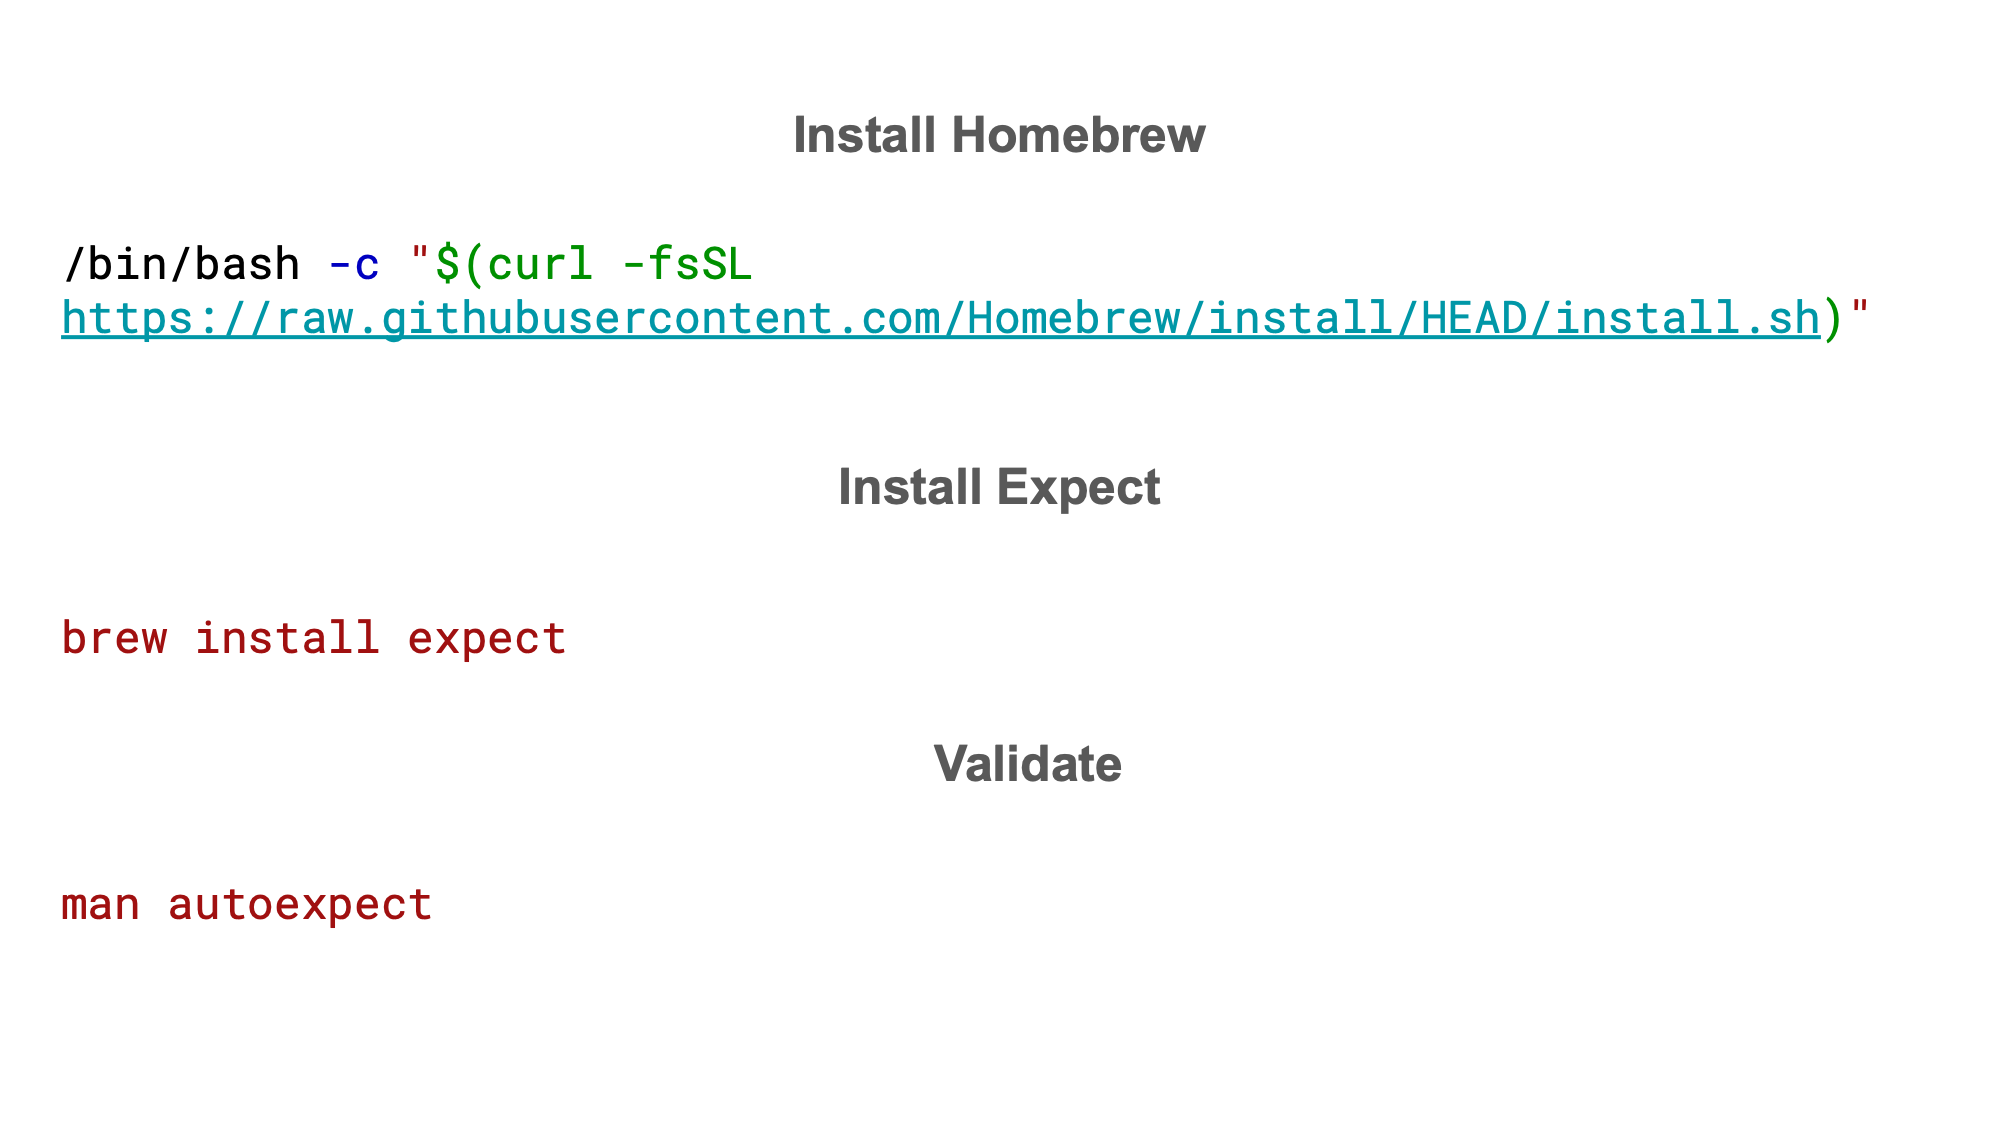 Install Homebrew
/bin/bash -c "$(curl -fsSL
https://raw.githubusercontent.com/Homebrew/install/HEAD/install.sh)"
Install Expect
brew install expect
Validate
man autoexpect